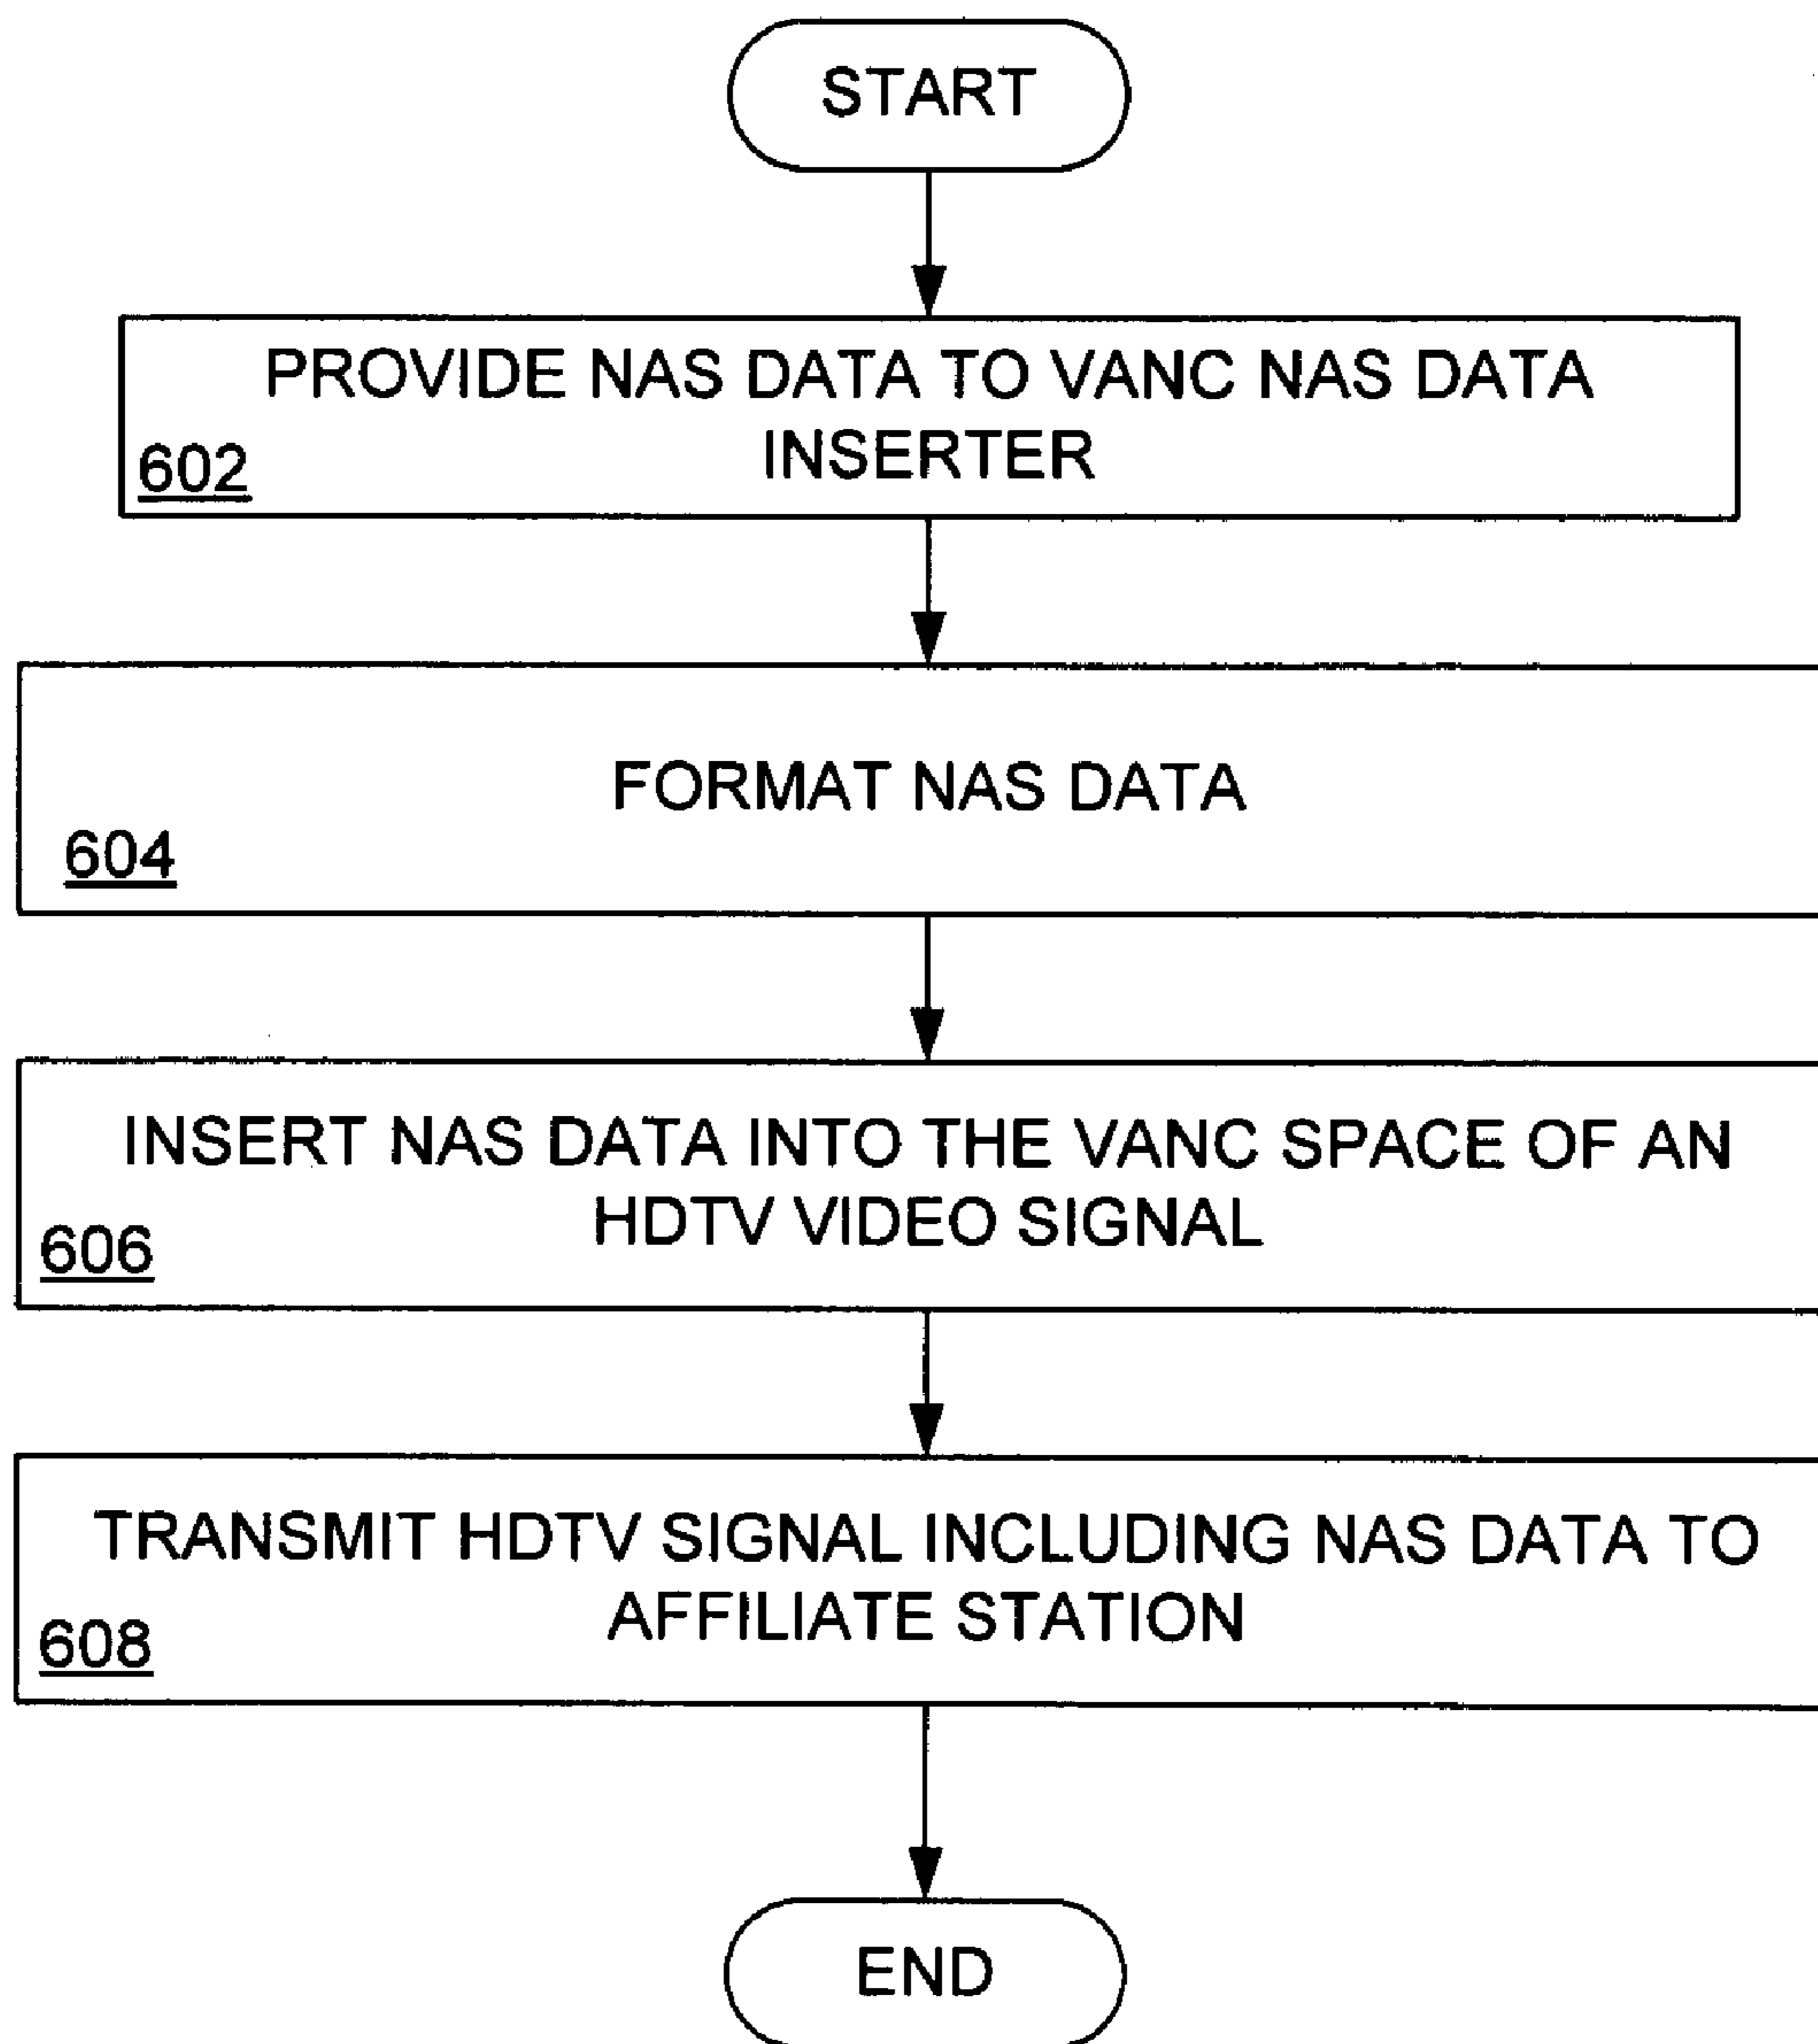 START
PROVIDE NAS DATA TO VANC NAS DATA
INSERTER
602
FORMAT NAS DATA
604
INSERT NAS DATA INTO THE VANC SPACE OF AN
HDTV VIDEO SIGNAL
606
TRANSMIT HDTV SIGNAL INCLUDING NAS DATA TO
AFFILIATE STATION
608
END